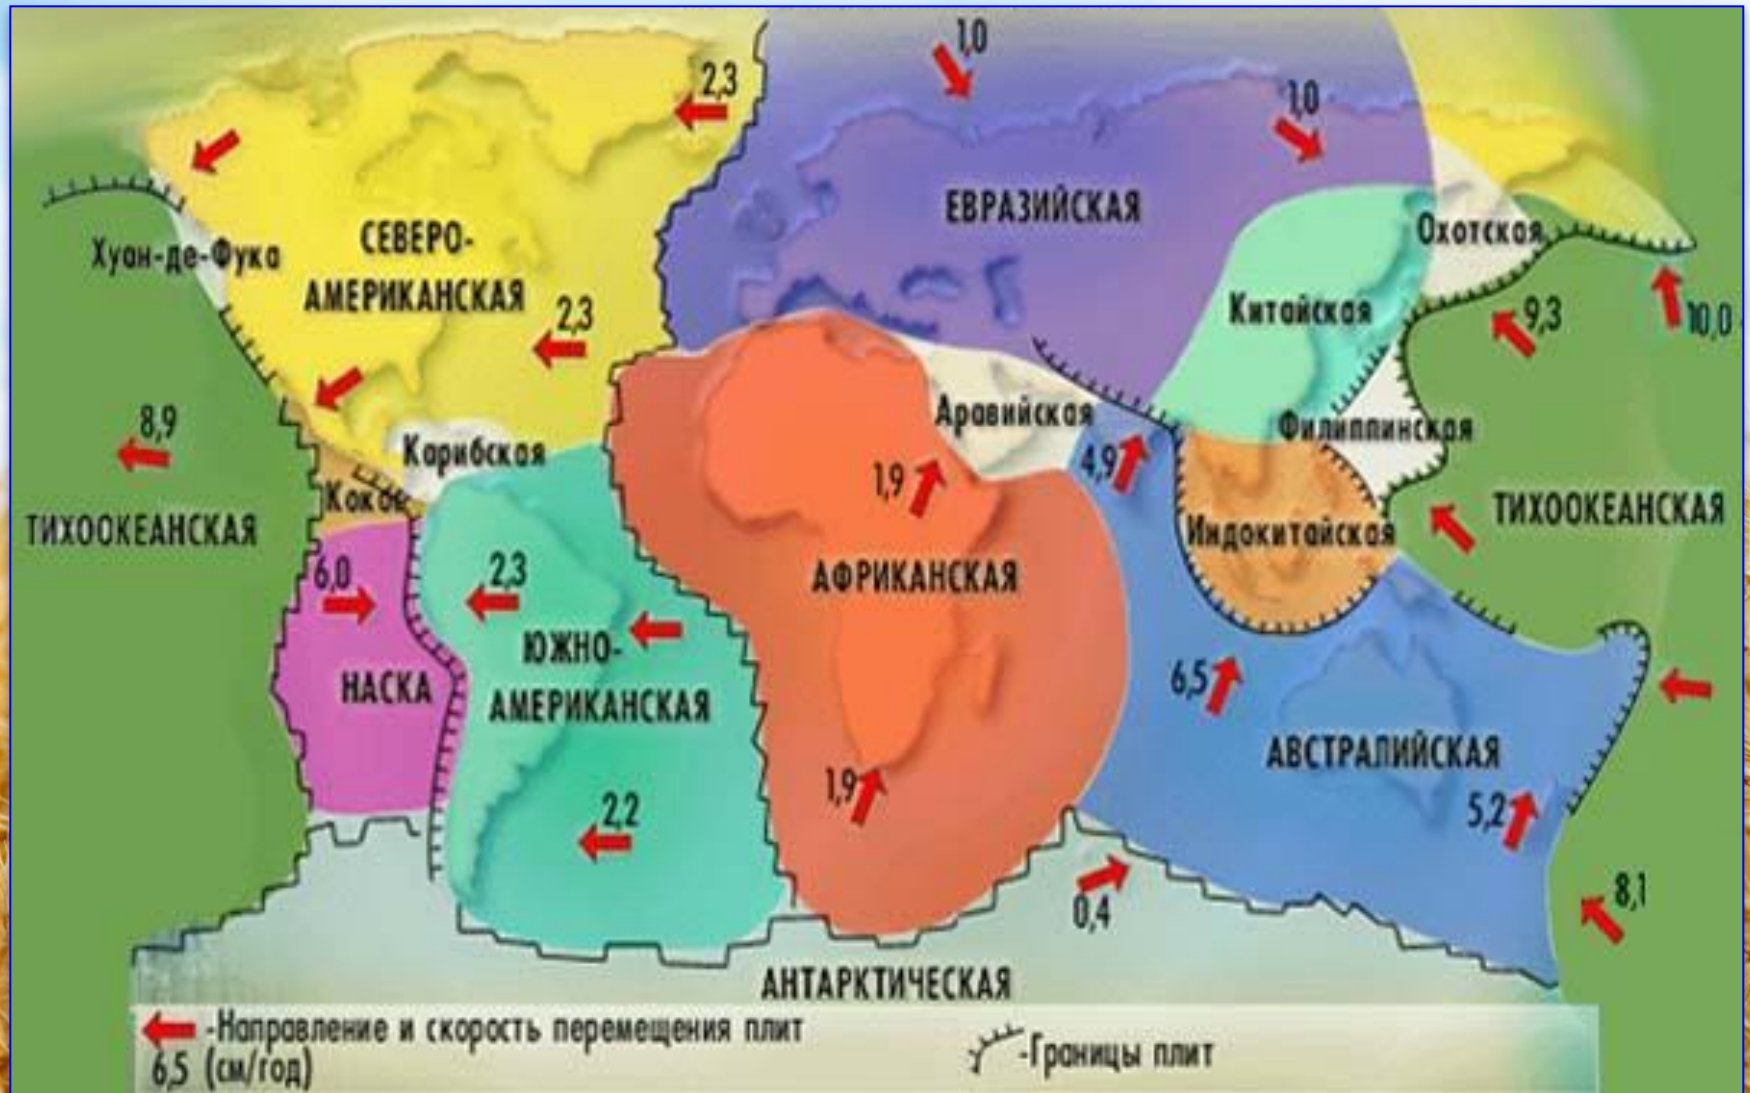 1,0
2,3
1,0
ЕВРАЗИЙСКАЯ
Охотская
СЕВЕРО-
АМЕРИКАНСКАЯ
Хуан-де-Фука
2,3
Китайская
9,3
10,0
8,9
Карибская
Аравийская
Филиппинская
4,9
1,9
Кокос
ТИХООКЕАНСКАЯ
ТИХООКЕАНСКАЯ
Индокитайская
6,0
2,3
АФРИКАНСКАЯ
ЮЖНО-
АМЕРИКАНСКАЯ
НАСКА
6,5
АВСТРАЛИЙСКАЯ
1,9
2,2
5,2
0,4
8,1
АНТАРКТИЧЕСКАЯ
-Направление и скорость перемещения плит
6,5 (см/год)
-Границы плит